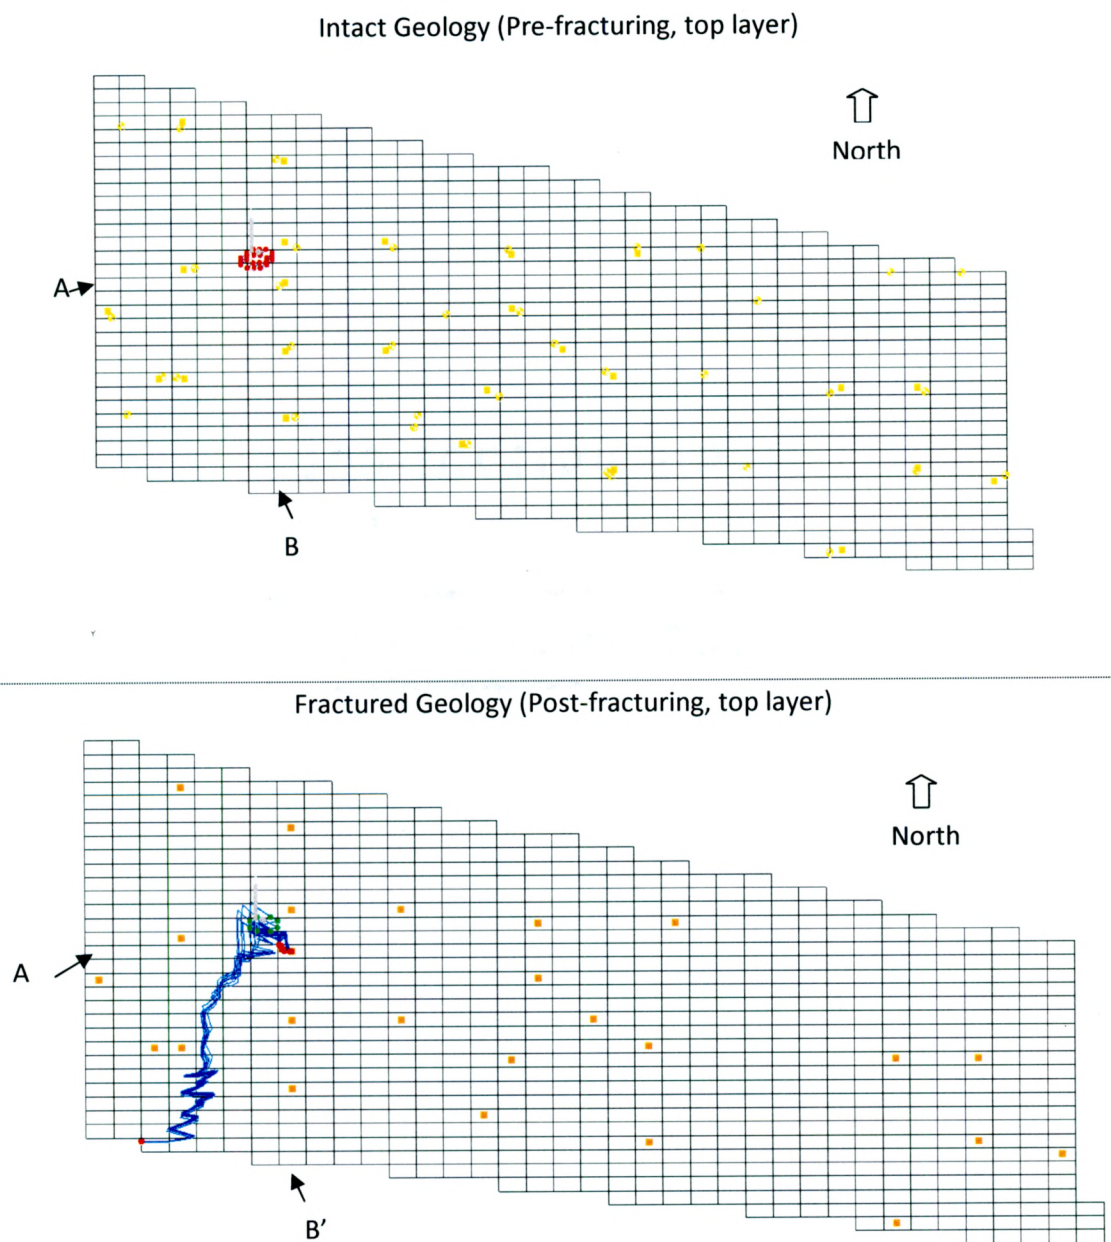 Intact Geology (Pre-fracturing, top layer)
North
A
B
Fractured Geology (Post-fracturing, top layer)
North
A
B’